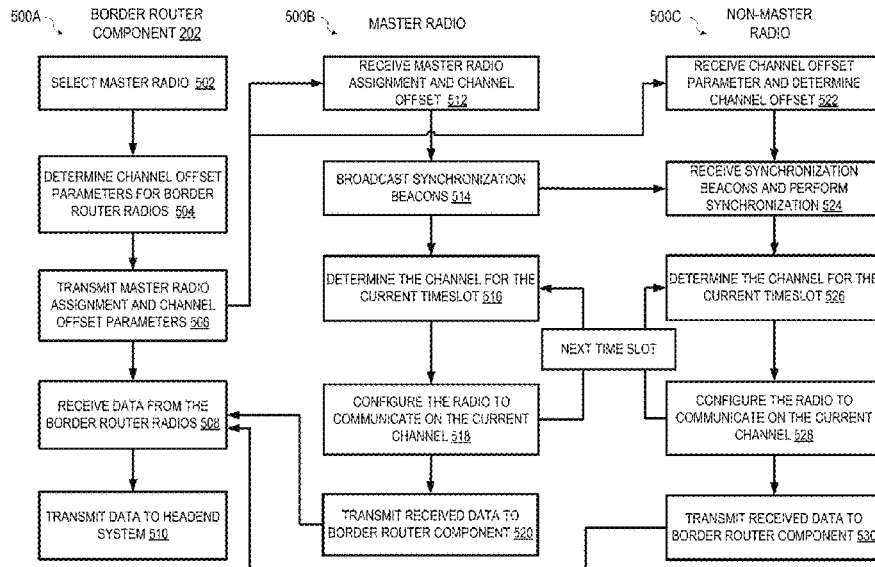 500A
BORDER ROUTER
COMPONENT 202
SELECT MASTER RADIO 502
DETERMINE CHANNEL OFFSET
PARAMETERS FOR BORDER
ROUTER RADIOS 504
TRANSMIT MASTER RADIO
ASSIGNMENT AND CHANNEL
OFFSET PARAMETERS 506
RECEIVE DATA FROM THE
BORDER ROUTER RADIOS 508
TRANSMIT DATA TO HEADEND
SYSTEM 510
500B
MASTER RADIO
RECEIVE MASTER RADIO
ASSIGNMENT AND CHANNEL
OFFSET 512
BROADCAST SYNCHRONIZATION
BEACONS 514
DETERMINE THE CHANNEL FOR THE
CURRENT TIMESLOT 516
CONFIGURE THE RADIO TO
COMMUNICATE ON THE CURRENT
CHANNEL 518
TRANSMIT RECEIVED DATA TO
BORDER ROUTER COMPONENT 520
NEXT TIME SLOT
500C
NON-MASTER
RADIO
RECEIVE CHANNEL OFFSET
PARAMETER AND DETERMINE
CHANNEL OFFSET 522
RECEIVE SYNCHRONIZATION
BEACONS AND PERFORM
SYNCHRONIZATION 524
DETERMINE THE CHANNEL FOR THE
CURRENT TIMESLOT 526
CONFIGURE THE RADIO TO
COMMUNICATE ON THE CURRENT
CHANNEL 528
TRANSMIT RECEIVED DATA TO
BORDER ROUTER COMPONENT 530